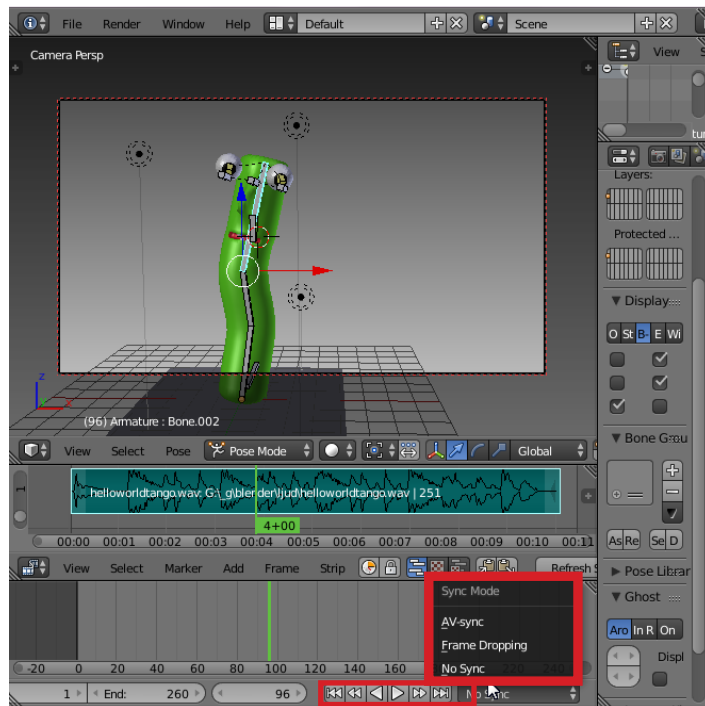 File Render Window Help Default Scene
View
Camera Persp
Layers:
Protected ...
Display
O St B- E Wi
z
x
(96) Armature : Bone.002
View Select Pose Pose Mode Global
Bone Grou
helloworldtango.wav: G:\_g\blender\ljud\helloworldtango.wav | 251
4+00
00:00 00:01 00:02 00:03 00:04 00:05 00:06 00:07 00:08 00:09 00:10 00:11
As Re Se D
View Select Marker Add Frame Strip Refresh S
Pose Librar
Sync Mode
Ghost
AV-sync
Aro In R On
Frame Dropping
Displ
No Sync
-20 0 20 40 60 80 100 120 140 160 220 240
1 End: 260 96 No Sync